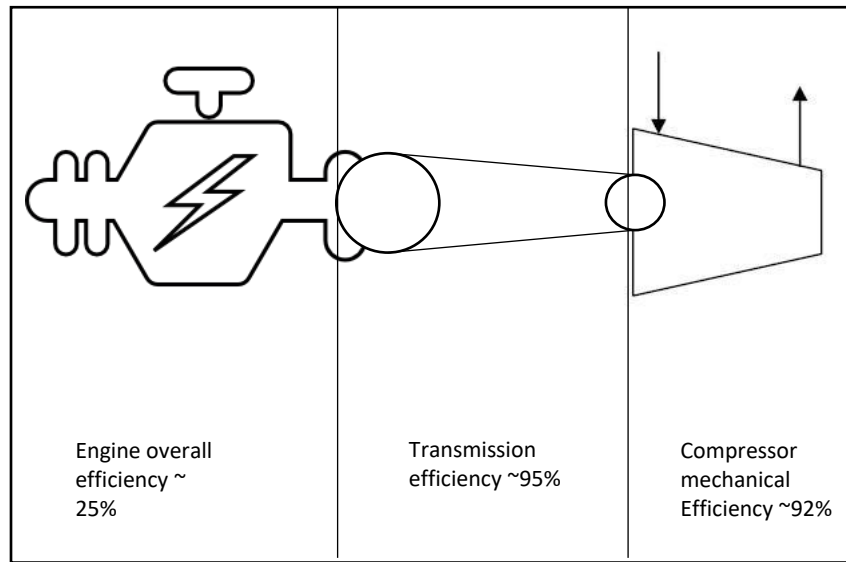 Engine overall
efficiency ~
25%
Transmission
efficiency ~95%
Compressor
mechanical
Efficiency ~92%